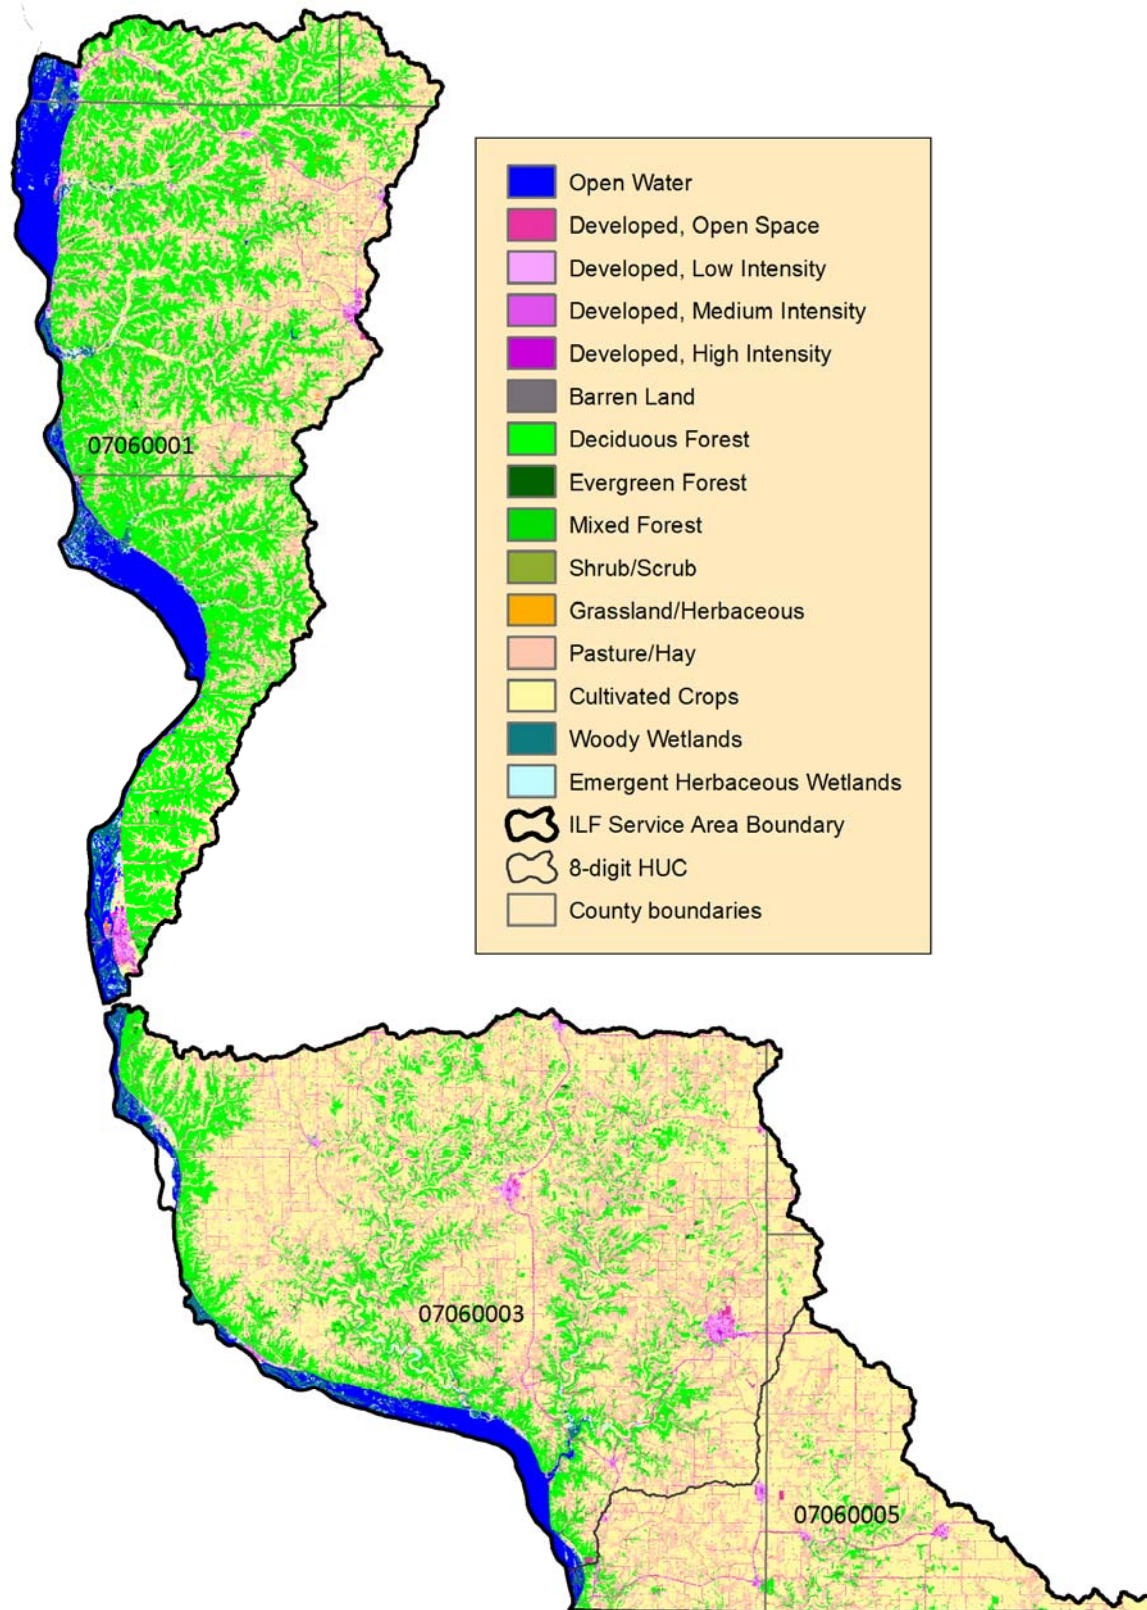 Open Water
Developed, Open Space
Developed, Low Intensity
Developed, Medium Intensity
Developed, High Intensity
Barren Land
Deciduous Forest
Evergreen Forest
Mixed Forest
Shrub/Scrub
Grassland/Herbaceous
Pasture/Hay
Cultivated Crops
Woody Wetlands
Emergent Herbaceous Wetlands
ILF Service Area Boundary
8-digit HUC
County boundaries
07060001
07060003
07060005